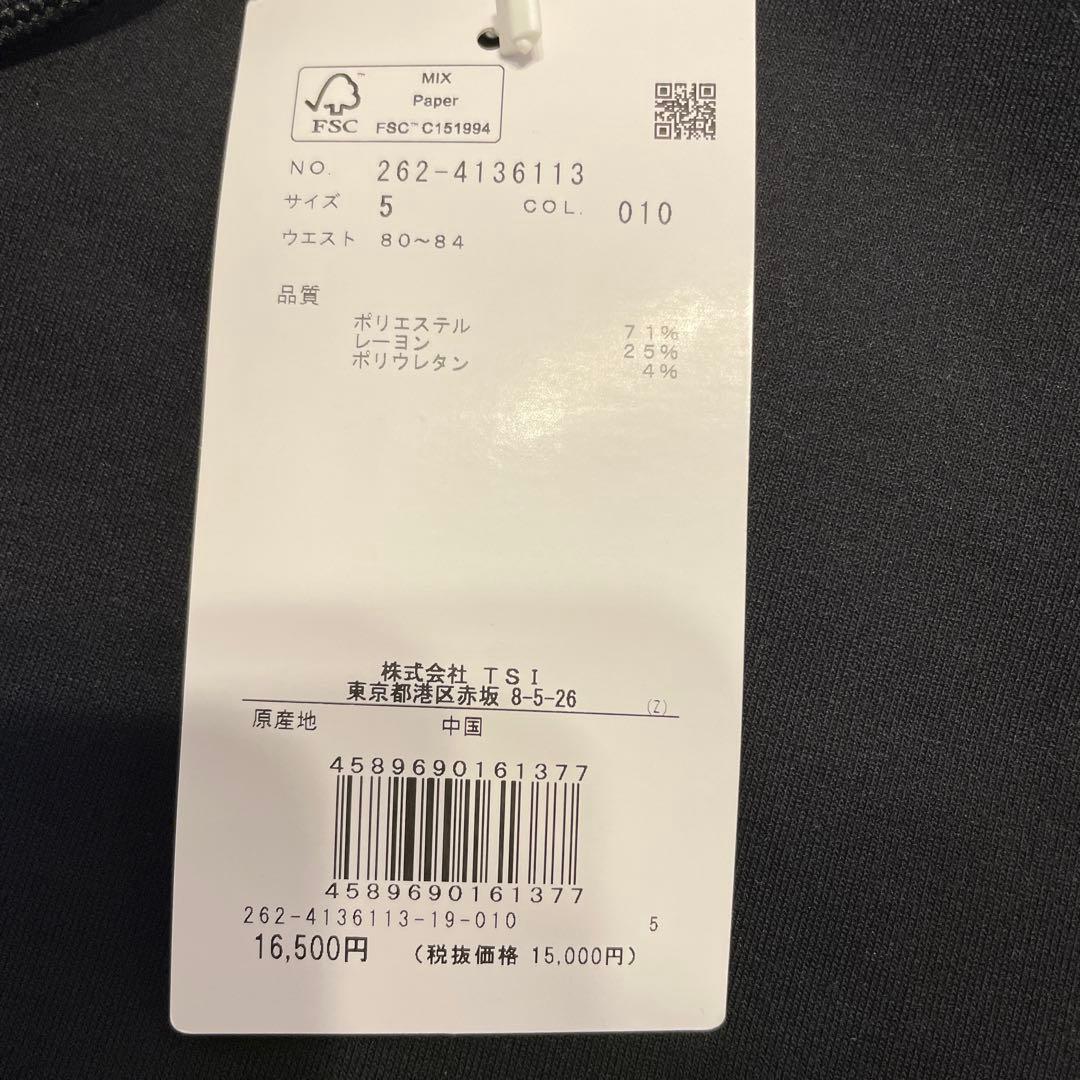 MIX
Paper
FSC™ C151994
FSC™
NO. 262-4136113
サイズ 5 COL. 010
ウエスト 80〜84
品質
ポリエステル 71%
レーヨン 25%
ポリウレタン 4%
株式会社 TSI
東京都港区赤坂 8-5-26
(Z)
原産地 中国
4589690161377
4589690161377
262-4136113-19-010 5
16,500円 (税抜価格 15,000円)